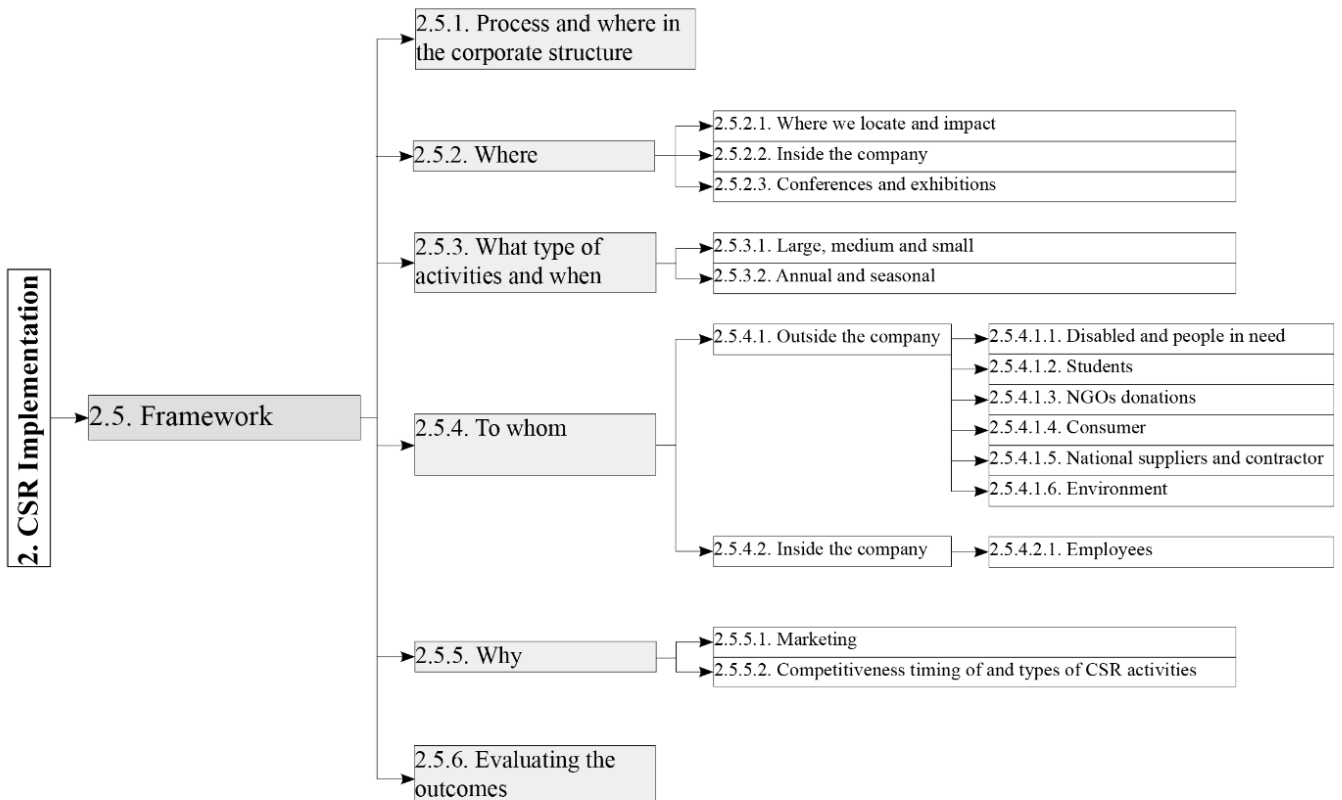 2. CSR Implementation
2.5. Framework
2.5.1. Process and where in
the corporate structure
2.5.2. Where
2.5.2.1. Where we locate and impact
2.5.2.2. Inside the company
2.5.2.3. Conferences and exhibitions
2.5.3. What type of
activities and when
2.5.3.1. Large, medium and small
2.5.3.2. Annual and seasonal
2.5.4. To whom
2.5.4.1. Outside the company
2.5.4.1.1. Disabled and people in need
2.5.4.1.2. Students
2.5.4.1.3. NGOs donations
2.5.4.1.4. Consumer
2.5.4.1.5. National suppliers and contractor
2.5.4.1.6. Environment
2.5.4.2. Inside the company
2.5.4.2.1. Employees
2.5.5. Why
2.5.5.1. Marketing
2.5.5.2. Competitiveness timing of and types of CSR activities
2.5.6. Evaluating the
outcomes